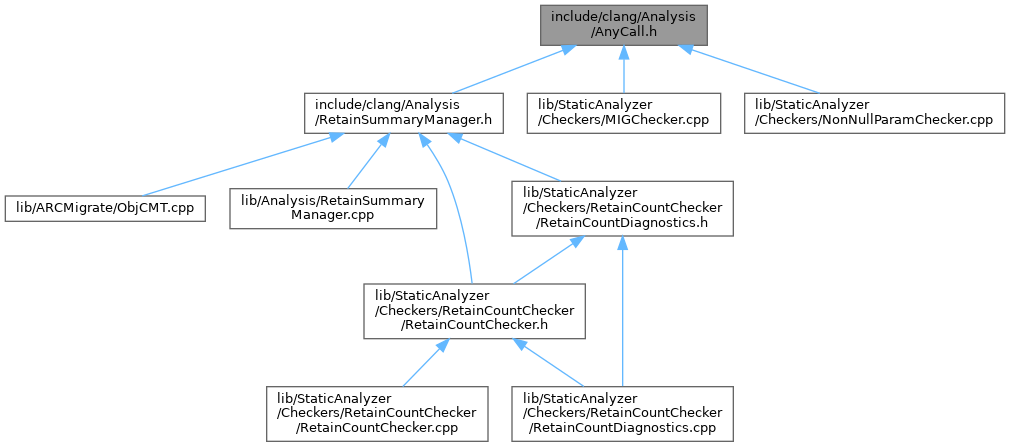 include/clang/Analysis
/AnyCall.h
include/clang/Analysis
/RetainSummaryManager.h
lib/StaticAnalyzer
/Checkers/MIGChecker.cpp
lib/StaticAnalyzer
/Checkers/NonNullParamChecker.cpp
lib/ARCMigrate/ObjCMT.cpp
lib/Analysis/RetainSummary
Manager.cpp
lib/StaticAnalyzer
/Checkers/RetainCountChecker
/RetainCountDiagnostics.h
lib/StaticAnalyzer
/Checkers/RetainCountChecker
/RetainCountChecker.h
lib/StaticAnalyzer
/Checkers/RetainCountChecker
/RetainCountChecker.cpp
lib/StaticAnalyzer
/Checkers/RetainCountChecker
/RetainCountDiagnostics.cpp